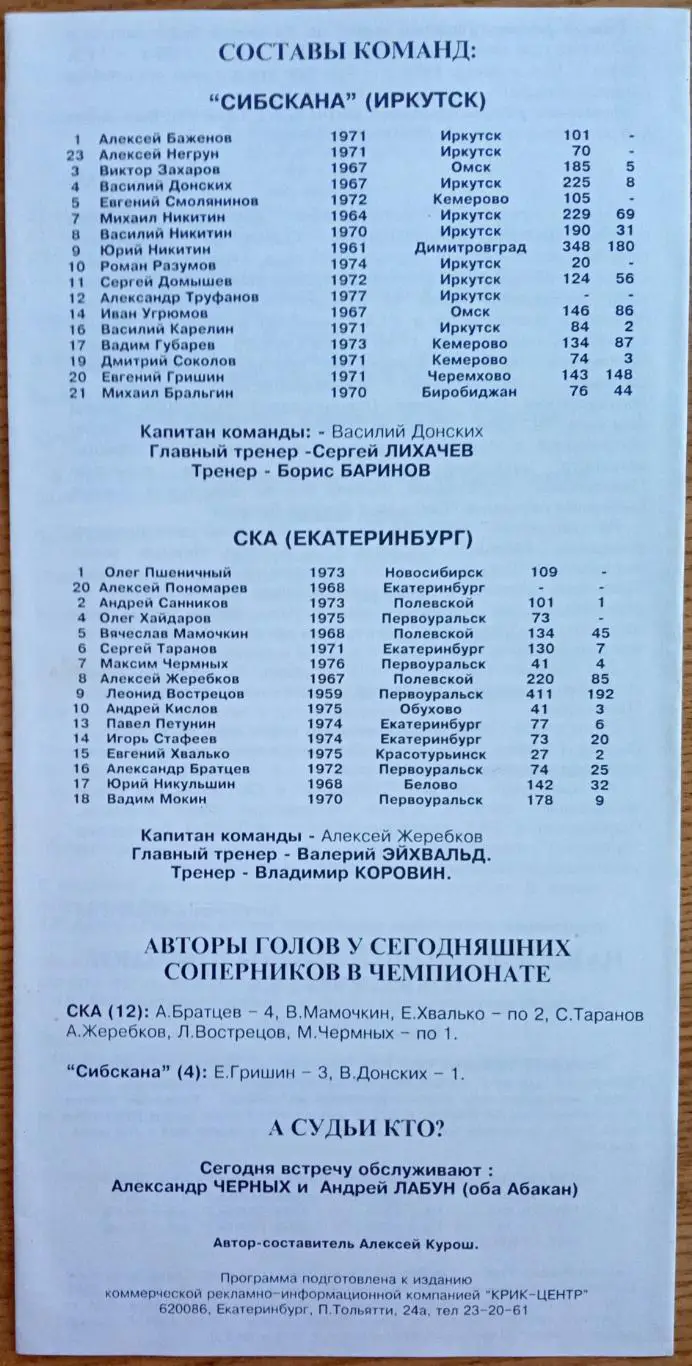 СОСТАВЫ КОМАНД:
"СИБСКАНА" (ИРКУТСК)
1 Алексей Баженов 1971 Иркутск 101 -
23 Алексей Негрун 1971 Иркутск 70 -
3 Виктор Захаров 1967 Омск 185 5
4 Василий Донских 1967 Иркутск 225 8
5 Евгений Смолянинов 1972 Кемерово 105 -
7 Михаил Никитин 1964 Иркутск 229 69
8 Василий Никитин 1970 Иркутск 190 31
9 Юрий Никитин 1961 Димитровград 348 180
10 Роман Разумов 1974 Иркутск 20 -
11 Сергей Домышев 1972 Иркутск 124 56
12 Александр Труфанов 1977 Иркутск - -
14 Иван Угрюмов 1967 Омск 146 86
16 Василий Карелин 1971 Иркутск 84 2
17 Вадим Губарев 1973 Кемерово 134 87
19 Дмитрий Соколов 1971 Кемерово 74 3
20 Евгений Гришин 1971 Черемхово 143 148
21 Михаил Бральгин 1970 Биробиджан 76 44
Капитан команды: - Василий Донских
Главный тренер -Сергей ЛИХАЧЕВ
Тренер - Борис БАРИНОВ
СКА (ЕКАТЕРИНБУРГ)
1 Олег Пшеничный 1973 Новосибирск 109 -
20 Алексей Пономарев 1968 Екатеринбург - -
2 Андрей Санников 1973 Полевской 101 1
4 Олег Хайдаров 1975 Первоуральск 73 -
5 Вячеслав Мамочкин 1968 Полевской 134 45
6 Сергей Таранов 1971 Екатеринбург 130 7
7 Максим Чермных 1976 Первоуральск 41 4
8 Алексей Жеребков 1967 Полевской 220 85
9 Леонид Вострецов 1959 Первоуральск 411 192
10 Андрей Кислов 1975 Обухово 41 3
13 Павел Петунин 1974 Екатеринбург 77 6
14 Игорь Стафеев 1974 Екатеринбург 73 20
15 Евгений Хвалько 1975 Красотурьинск 27 2
16 Александр Братцев 1972 Первоуральск 74 25
17 Юрий Никульшин 1968 Белово 142 32
18 Вадим Мокин 1970 Первоуральск 178 9
Капитан команды - Алексей Жеребков
Главный тренер - Валерий ЭЙХВАЛЬД.
Тренер - Владимир КОРОВИН.
АВТОРЫ ГОЛОВ У СЕГОДНЯШНИХ
СОПЕРНИКОВ В ЧЕМПИОНАТЕ
СКА (12): А.Братцев – 4, В.Мамочкин, Е.Хвалько – по 2, С.Таранов
А.Жеребков, Л.Вострецов, М.Чермных – по 1.
"Сибскана" (4): Е.Гришин – 3, В.Донских – 1.
А СУДЬИ КТО?
Сегодня встречу обслуживают :
Александр ЧЕРНЫХ и Андрей ЛАБУН (оба Абакан)
Автор-составитель Алексей Курош.
Программа подготовлена к изданию
коммерческой рекламно-информационной компанией "КРИК-ЦЕНТР"
620086, Екатеринбург, П.Тольятти, 24а, тел 23-20-61